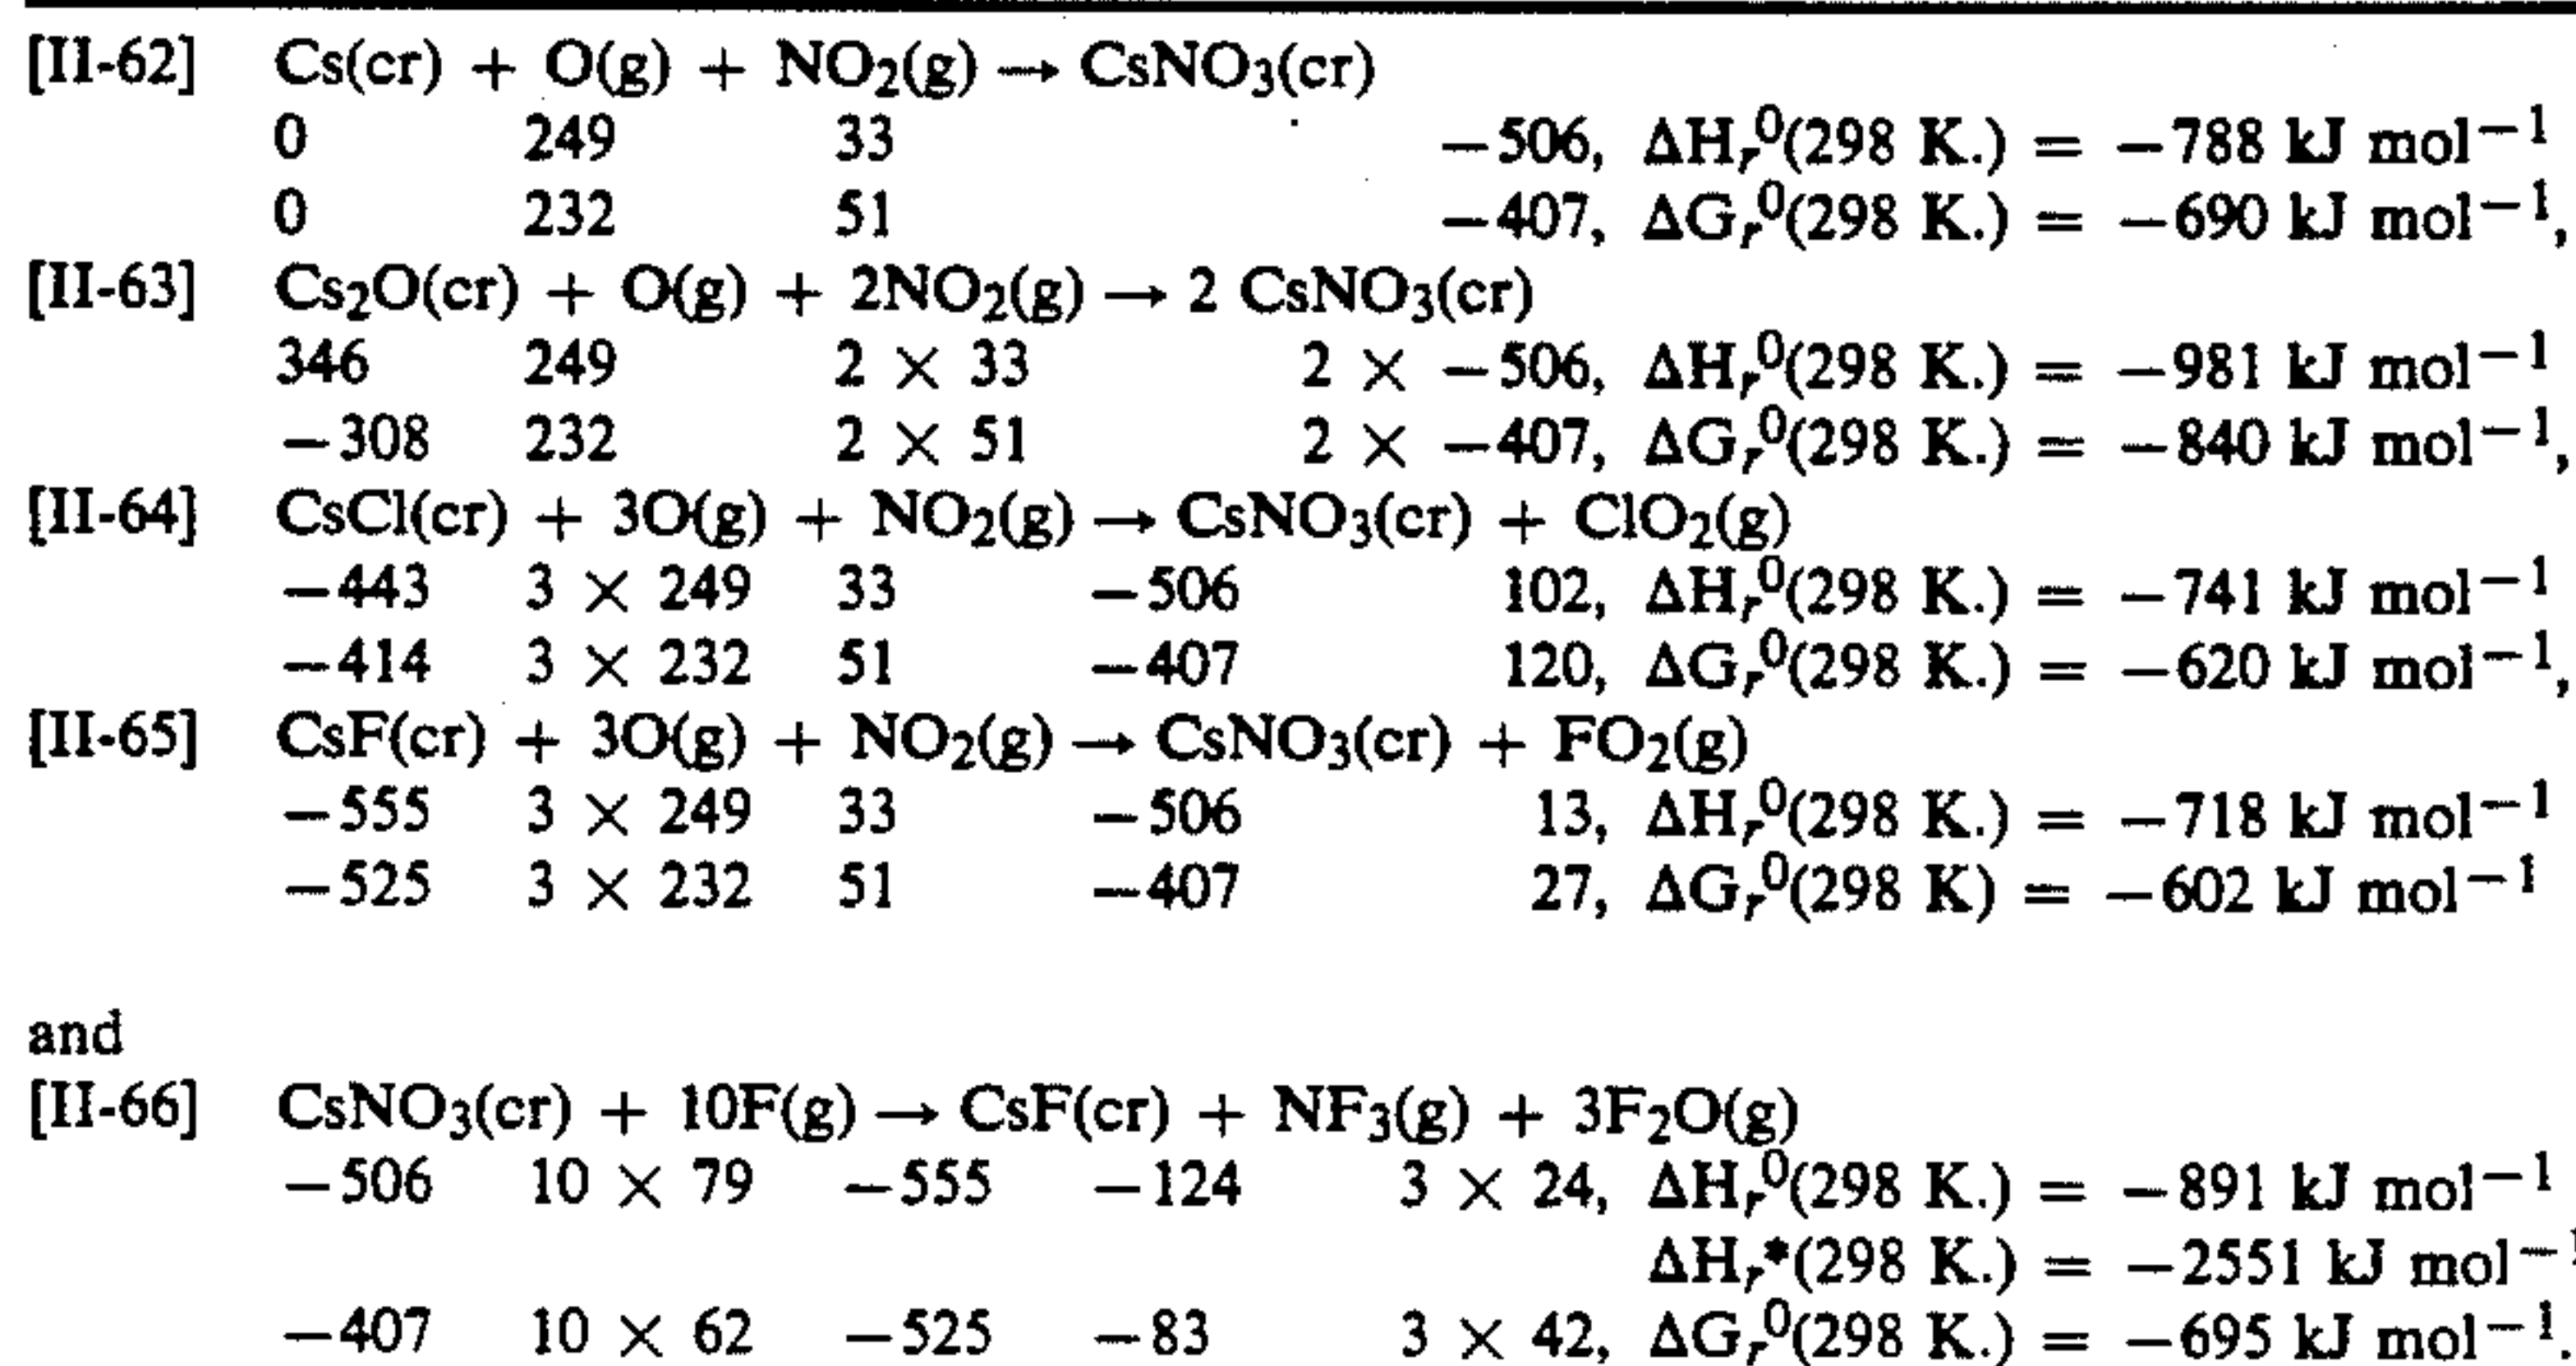 [II-62] Cs(cr) + O(g) + NO₂(g) → CsNO₃(cr)
0 249 33 −506, ΔHᵣ⁰(298 K.) = −788 kJ mol⁻¹
0 232 51 −407, ΔGᵣ⁰(298 K.) = −690 kJ mol⁻¹,
[II-63] Cs₂O(cr) + O(g) + 2NO₂(g) → 2 CsNO₃(cr)
346 249 2 × 33 2 × −506, ΔHᵣ⁰(298 K.) = −981 kJ mol⁻¹
−308 232 2 × 51 2 × −407, ΔGᵣ⁰(298 K.) = −840 kJ mol⁻¹,
[II-64] CsCl(cr) + 3O(g) + NO₂(g) → CsNO₃(cr) + ClO₂(g)
−443 3 × 249 33 −506 102, ΔHᵣ⁰(298 K.) = −741 kJ mol⁻¹
−414 3 × 232 51 −407 120, ΔGᵣ⁰(298 K.) = −620 kJ mol⁻¹,
[II-65] CsF(cr) + 3O(g) + NO₂(g) → CsNO₃(cr) + FO₂(g)
−555 3 × 249 33 −506 13, ΔHᵣ⁰(298 K.) = −718 kJ mol⁻¹
−525 3 × 232 51 −407 27, ΔGᵣ⁰(298 K) = −602 kJ mol⁻¹
and
[II-66] CsNO₃(cr) + 10F(g) → CsF(cr) + NF₃(g) + 3F₂O(g)
−506 10 × 79 −555 −124 3 × 24, ΔHᵣ⁰(298 K.) = −891 kJ mol⁻¹
ΔHᵣ*(298 K.) = −2551 kJ mol⁻¹
−407 10 × 62 −525 −83 3 × 42, ΔGᵣ⁰(298 K.) = −695 kJ mol⁻¹.